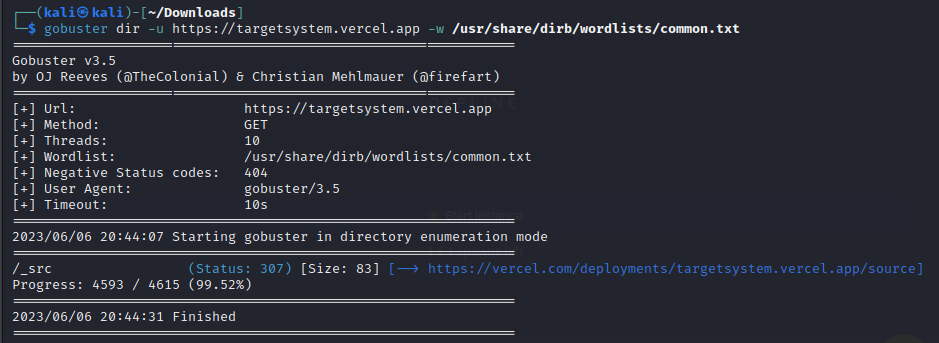 ┌──(kali㉿kali)-[~/Downloads]
└─$ gobuster dir -u https://targetsystem.vercel.app -w /usr/share/dirb/wordlists/common.txt
===============================================================
Gobuster v3.5
by OJ Reeves (@TheColonial) & Christian Mehlmauer (@firefart)
===============================================================
[+] Url:                     https://targetsystem.vercel.app
[+] Method:                  GET
[+] Threads:                 10
[+] Wordlist:                /usr/share/dirb/wordlists/common.txt
[+] Negative Status codes:   404
[+] User Agent:              gobuster/3.5
[+] Timeout:                 10s
===============================================================
2023/06/06 20:44:07 Starting gobuster in directory enumeration mode
===============================================================
/_src                 (Status: 307) [Size: 83] [--> https://vercel.com/deployments/targetsystem.vercel.app/source]
Progress: 4593 / 4615 (99.52%)
===============================================================
2023/06/06 20:44:31 Finished
===============================================================